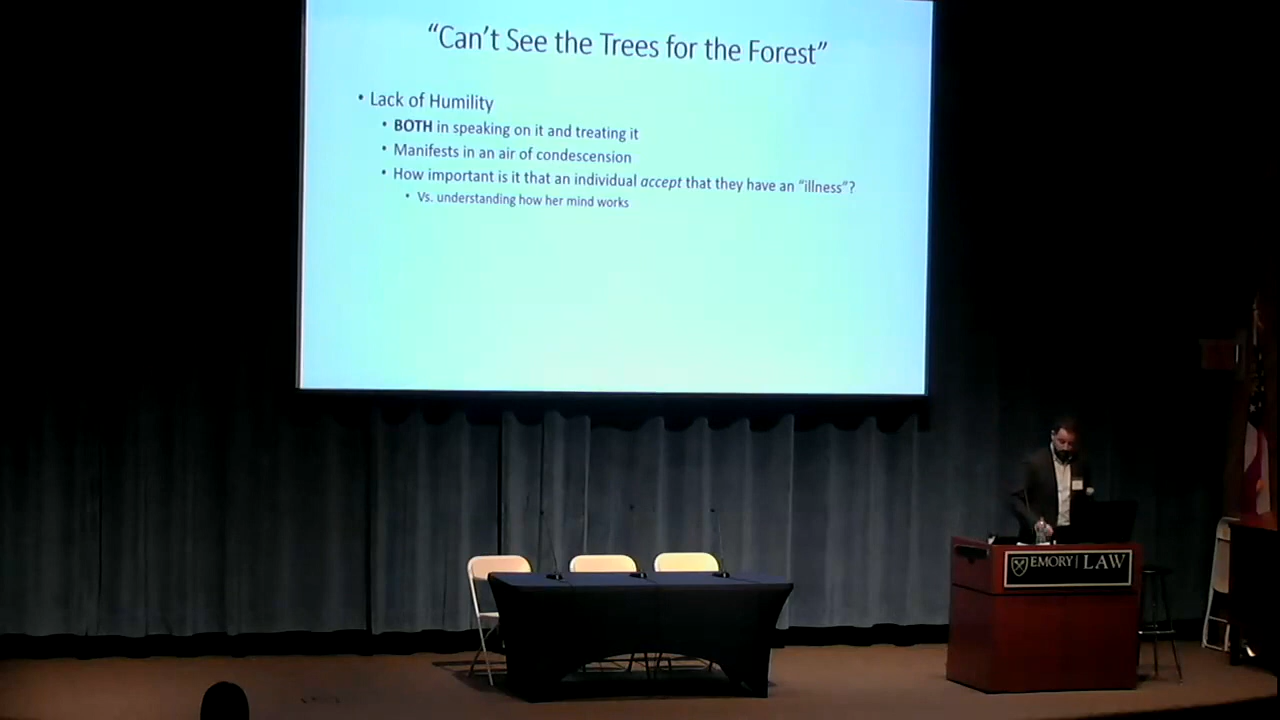 “Can’t See the Trees for the Forest”
• Lack of Humility
• BOTH in speaking on it and treating it
• Manifests in an air of condescension
• How important is it that an individual accept that they have an “illness”?
• Vs. understanding how her mind works
EMORY | LAW